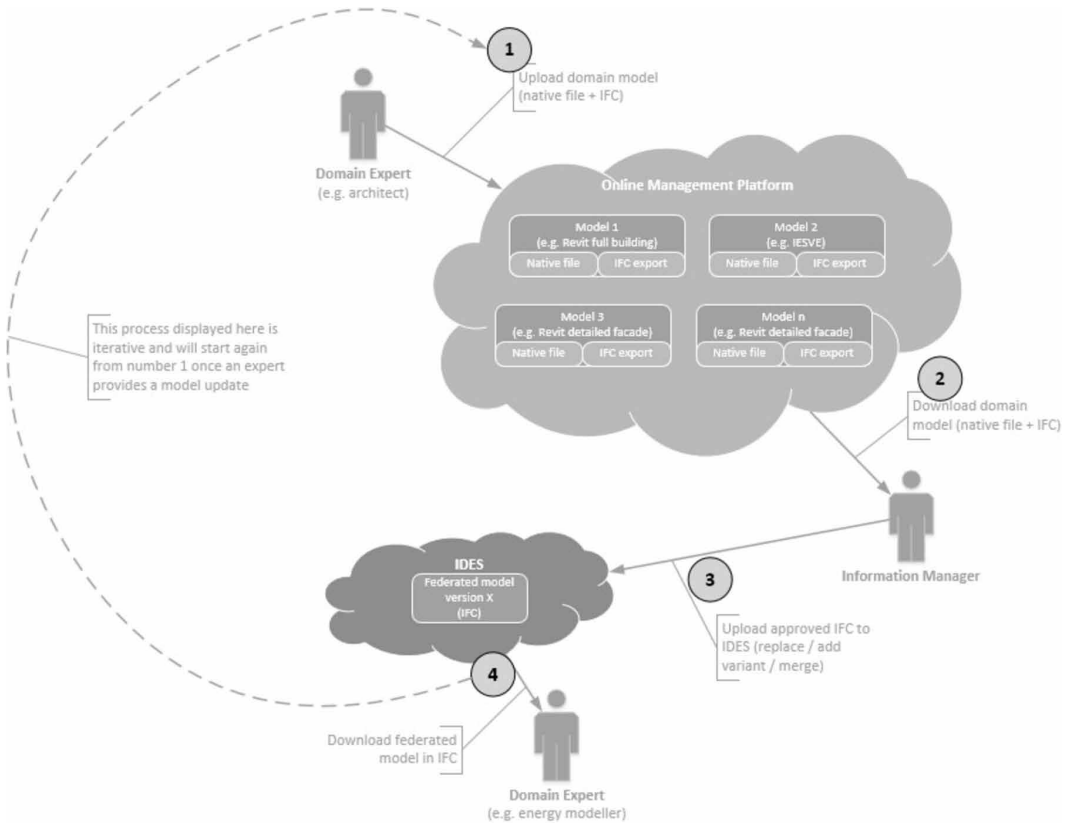 1
Upload domain model
(native file + IFC)
Domain Expert
(e.g. architect)
Online Management Platform
Model 1
(e.g. Revit full building)
Native file
IFC export
Model 2
(e.g. IESVE)
Native file
IFC export
Model 3
(e.g. Revit detailed facade)
Native file
IFC export
Model n
(e.g. Revit detailed facade)
Native file
IFC export
This process displayed here is
iterative and will start again
from number 1 once an expert
provides a model update
2
Download domain
model (native file + IFC)
Information Manager
3
Upload approved IFC to
IDES (replace / add
variant / merge)
IDES
Federated model
version X
(IFC)
4
Download federated
model in IFC
Domain Expert
(e.g. energy modeller)